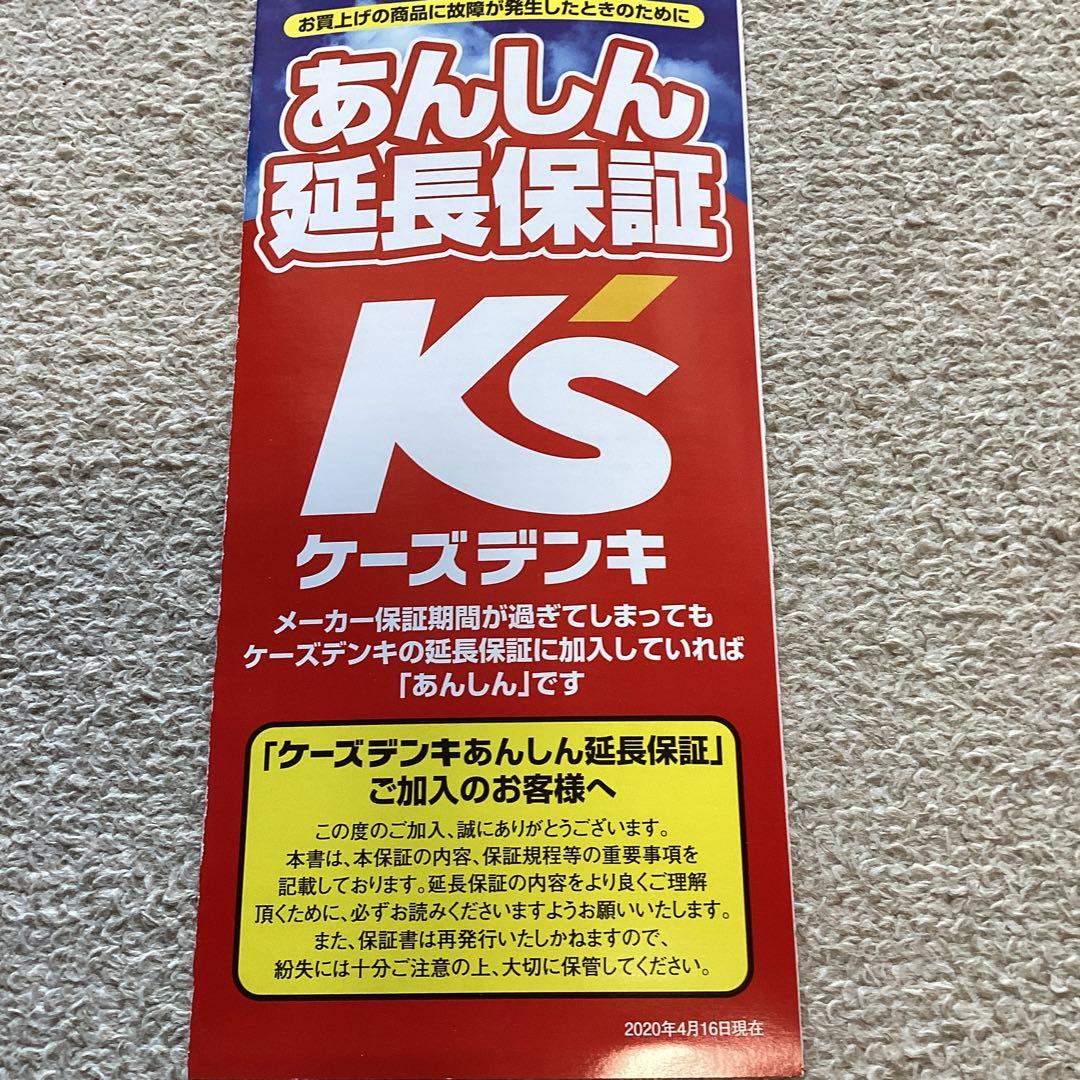 お買上げの商品に故障が発生したときのために
あんしん
延長保証
K's
ケーズデンキ
メーカー保証期間が過ぎてしまっても
ケーズデンキの延長保証に加入していれば
「あんしん」です
「ケーズデンキあんしん延長保証」
ご加入のお客様へ
この度のご加入、誠にありがとうございます。
本書は、本保証の内容、保証規程等の重要事項を
記載しております。延長保証の内容をより良くご理解
頂くために、必ずお読みくださいますようお願いいたします。
また、保証書は再発行いたしかねますので、
紛失には十分ご注意の上、大切に保管してください。
2020年4月16日現在